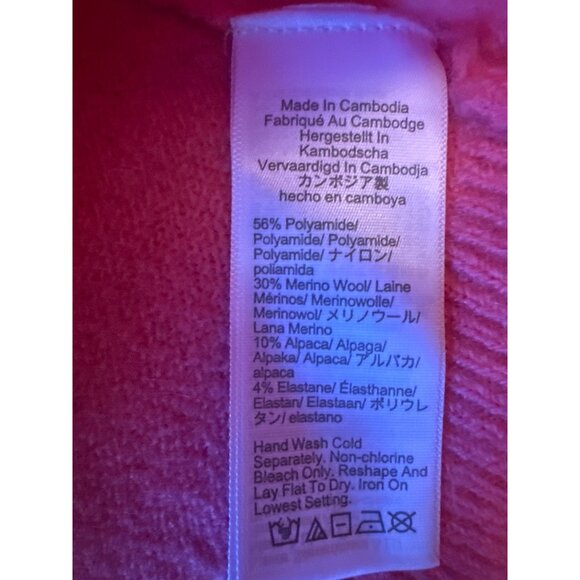 Made In Cambodia
Fabriqué Au Cambodge
Hergestellt In
Kambodscha
Vervaardigd In Cambodja
カンボジア製
hecho en camboya
56% Polyamide/
Polyamide/ Polyamide/
Polyamide/ ナイロン/
poliamida
30% Merino Wool/ Laine
Mérinos/ Merinowolle/
Merinowol/ メリノウール/
Lana Merino
10% Alpaca/ Alpaga/
Alpaka/ Alpaca/ アルパカ/
alpaca
4% Elastane/ Élasthanne/
Elastan/ Elastaan/ ポリウレ
タン/ elastano
Hand Wash Cold
Separately. Non-chlorine
Bleach Only. Reshape And
Lay Flat To Dry. Iron On
Lowest Setting.